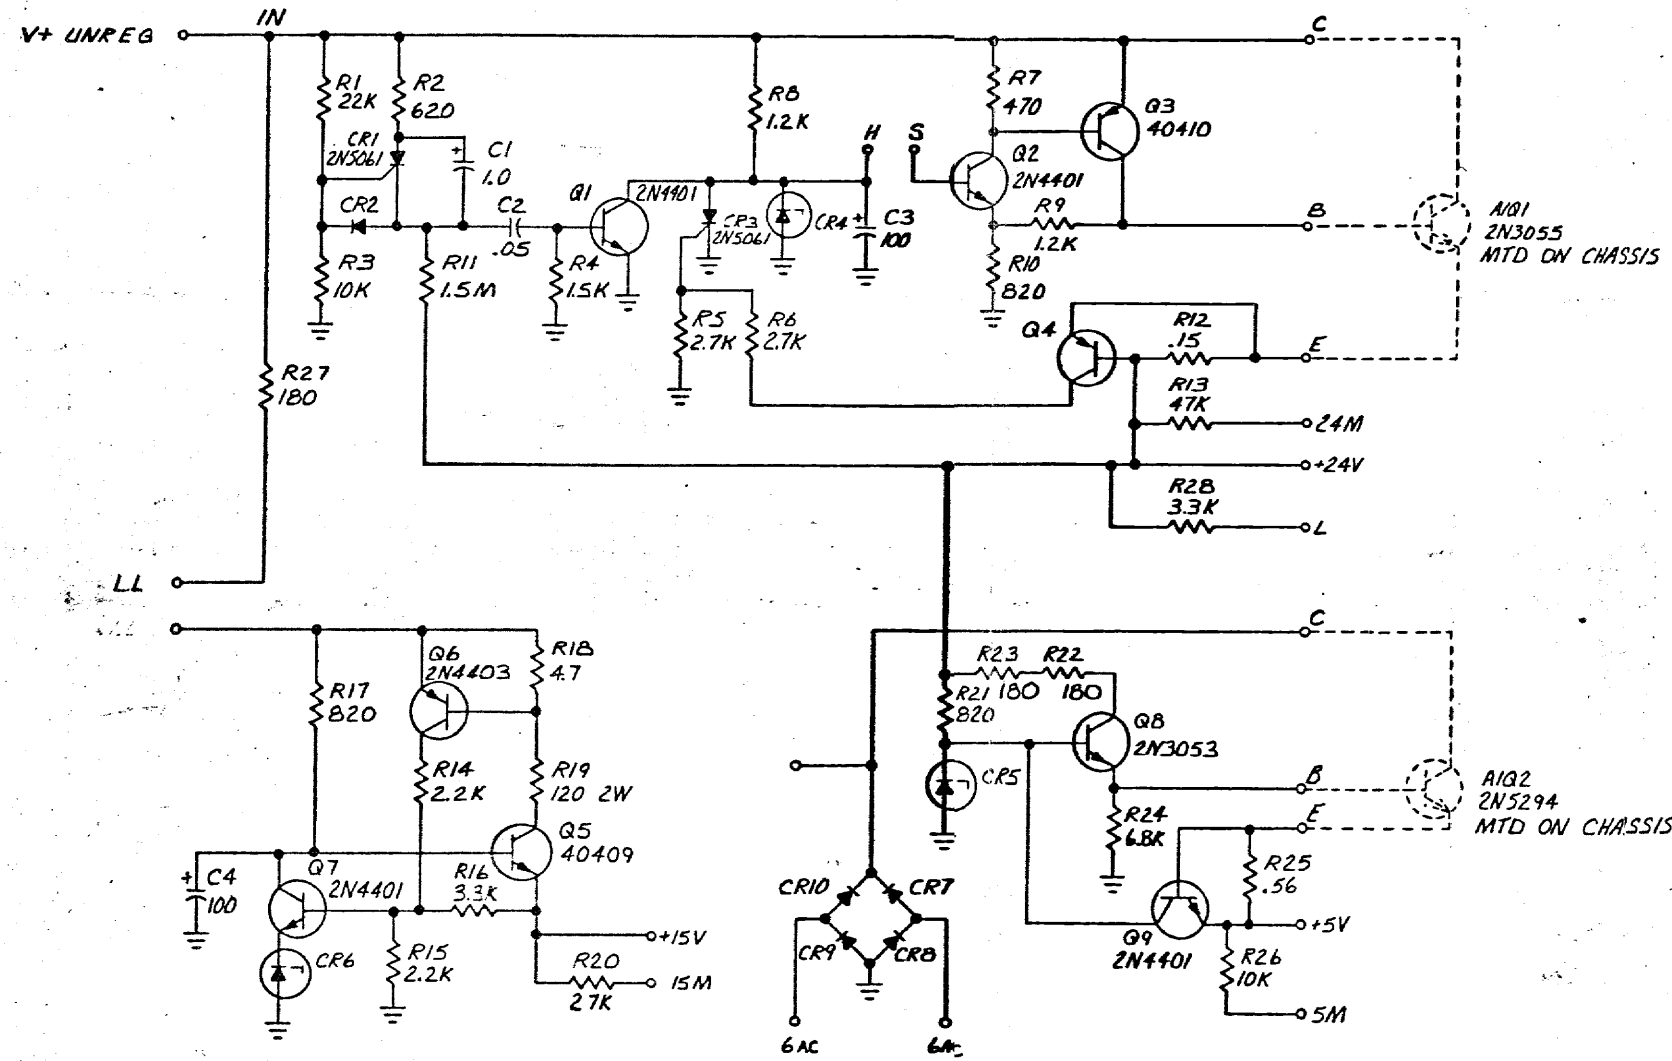 IN
V+ UNREG
C
R1
22K
R2
620
R8
1.2K
R7
470
Q3
40410
CR1
2N5061
C1
1.0
H
S
Q2
2N4401
Q1
2N4401
CR2
C2
.05
CR3
2N5061
CR4
C3
100
R9
1.2K
B
A1Q1
2N3055
MTD ON CHASSIS
R3
10K
R11
1.5M
R4
1.5K
R10
820
R5
2.7K
R6
2.7K
Q4
R12
.15
E
R27
180
R13
47K
24M
+24V
R28
3.3K
L
LL
C
Q6
2N4403
R18
4.7
R23
180
R22
180
R17
820
R21
820
Q8
2N3053
R14
2.2K
R19
120 2W
CR5
B
A1Q2
2N5294
MTD ON CHASSIS
E
R24
6.8K
Q5
40409
C4
100
Q7
2N4401
R16
3.3K
R25
.56
CR10
CR7
+15V
+5V
CR6
R15
2.2K
R20
27K
15M
CR9
CR8
Q9
2N4401
R26
10K
5M
6AC
6AC